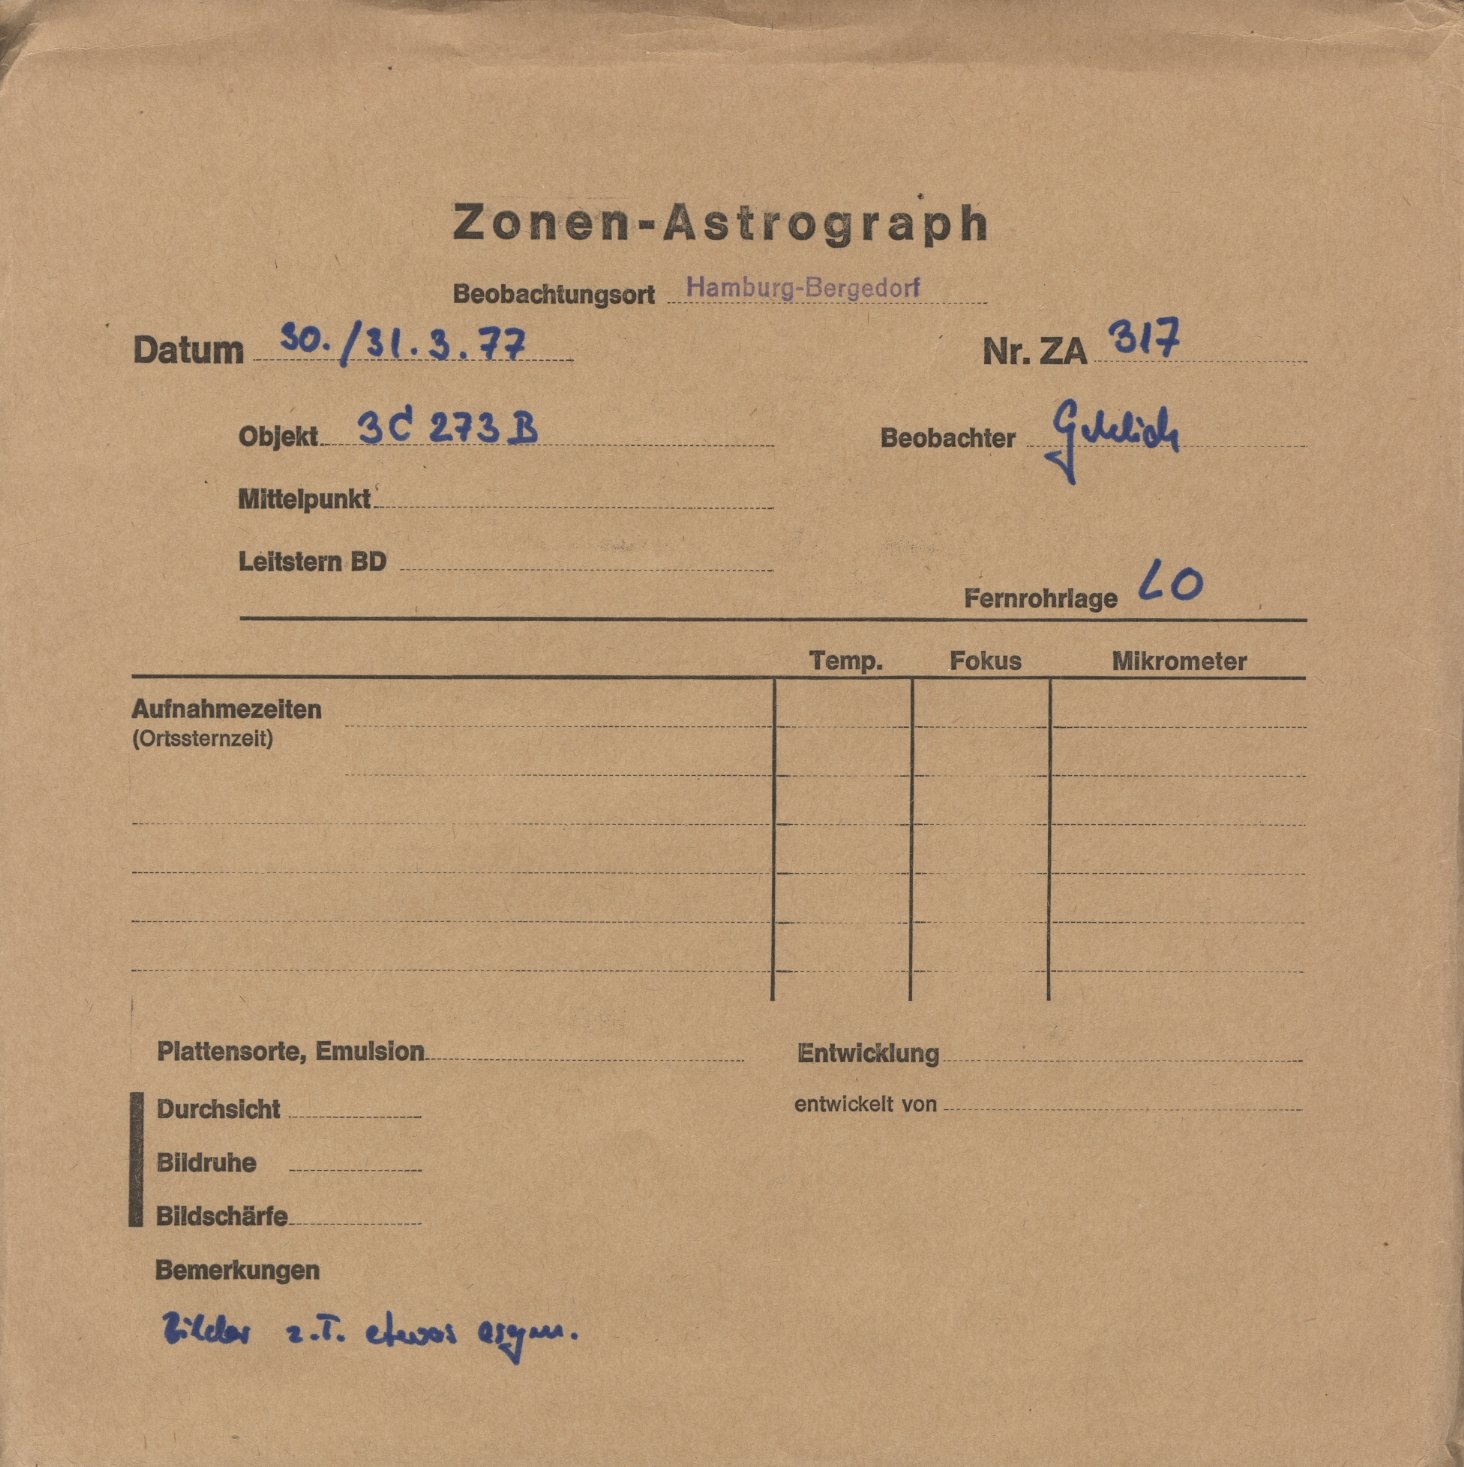 Zonen-Astrograph
Beobachtungsort Hamburg-Bergedorf
Datum 30./31.3.77 Nr. ZA 317
Objekt 3C 273 B Beobachter
Mittelpunkt
Leitstern BD
Fernrohrlage LO
Temp. Fokus Mikrometer
Aufnahmezeiten
(Ortssternzeit)
Plattensorte, Emulsion Entwicklung
Durchsicht entwickelt von
Bildruhe
Bildschärfe
Bemerkungen
Bilder z.T. etwas asym.